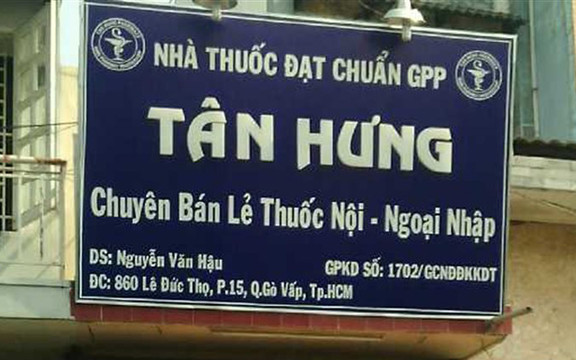 NHÀ THUỐC ĐẠT CHUẨN GPP
TÂN HƯNG
Chuyên Bán Lẻ Thuốc Nội - Ngoại Nhập
DS: Nguyễn Văn Hậu
GPKD SỐ: 1702/GCNĐĐKKDT
ĐC: 860 Lê Đức Thọ, P.15, Q.Gò Vấp, Tp.HCM